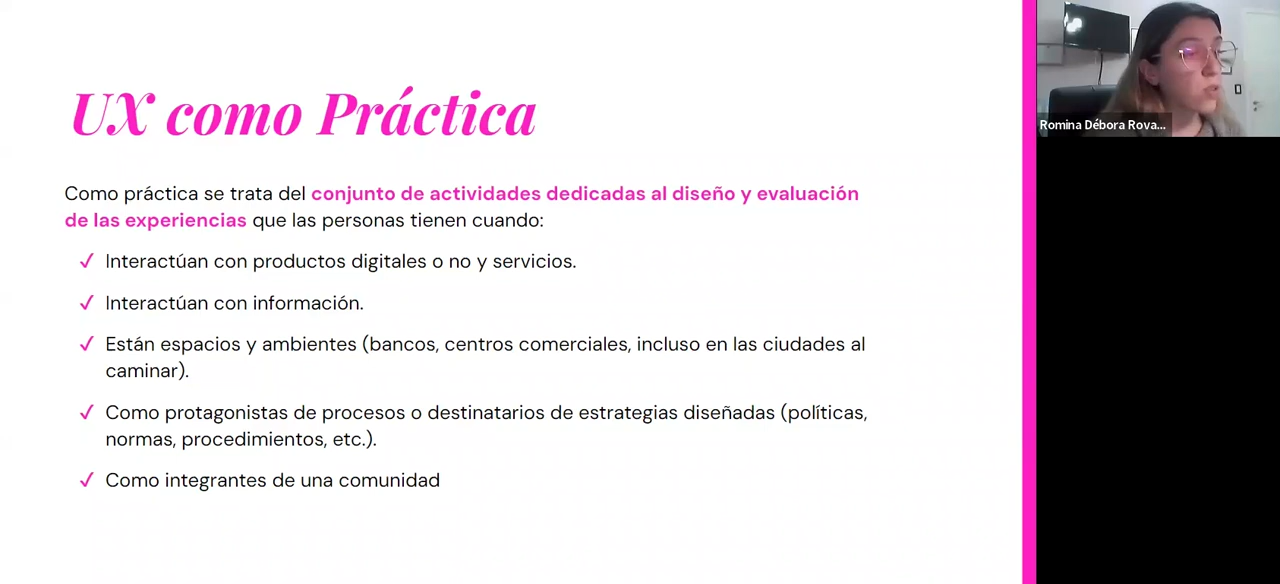 UX como Práctica
Como práctica se trata del conjunto de actividades dedicadas al diseño y evaluación
de las experiencias que las personas tienen cuando:
✓ Interactúan con productos digitales o no y servicios.
✓ Interactúan con información.
✓ Están espacios y ambientes (bancos, centros comerciales, incluso en las ciudades al
caminar).
✓ Como protagonistas de procesos o destinatarios de estrategias diseñadas (políticas,
normas, procedimientos, etc.).
✓ Como integrantes de una comunidad
Romina Débora Rova...